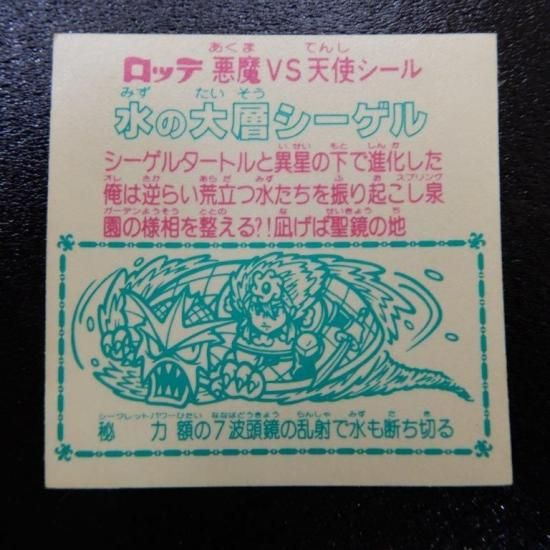 あくま てんし
ロッテ 悪魔VS天使シール
みず たい そう
水の大層シーゲル
い せい もと しん か
シーゲルタートルと異星の下で進化した
オレ さか あら だ みず ふ お スプリング
俺は逆らい荒立つ水たちを振り起こし泉
ガーデン ようそう ととの な せいきょう ち
園の様相を整える?!凪げば聖鏡の地
シークレットパワー ひたい ななはどうきょう らんしゃ みず た き
秘 力 額の7波頭鏡の乱射で水も断ち切る